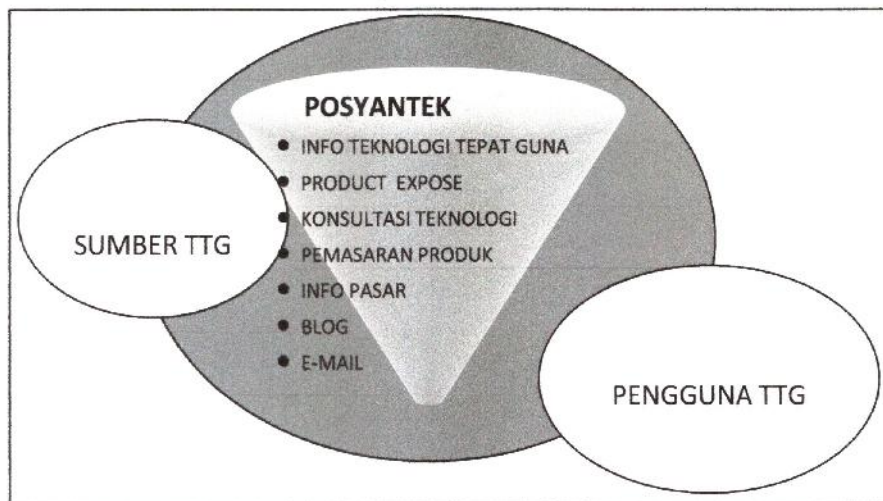 POSYANTEK
● INFO TEKNOLOGI TEPAT GUNA
● PRODUCT EXPOSE
● KONSULTASI TEKNOLOGI
● PEMASARAN PRODUK
● INFO PASAR
● BLOG
● E-MAIL
SUMBER TTG
PENGGUNA TTG